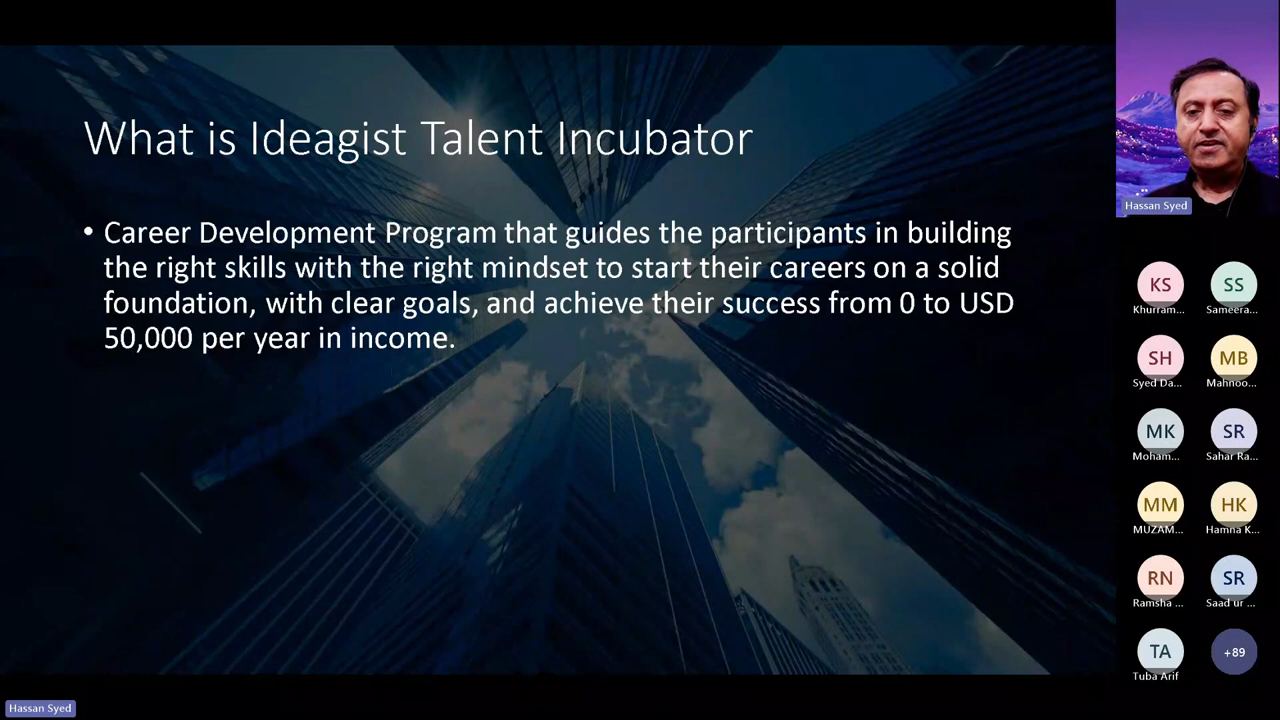 What is Ideagist Talent Incubator
• Career Development Program that guides the participants in building
the right skills with the right mindset to start their careers on a solid
foundation, with clear goals, and achieve their success from 0 to USD
50,000 per year in income.
Hassan Syed
KS
SS
Khurram...
Sameera...
SH
MB
Syed Da...
Mahnoo...
MK
SR
Moham...
Sahar Ra...
MM
HK
MUZAM...
Hamna K...
RN
SR
Ramsha ...
Saad ur ...
TA
+89
Tuba Arif
Hassan Syed